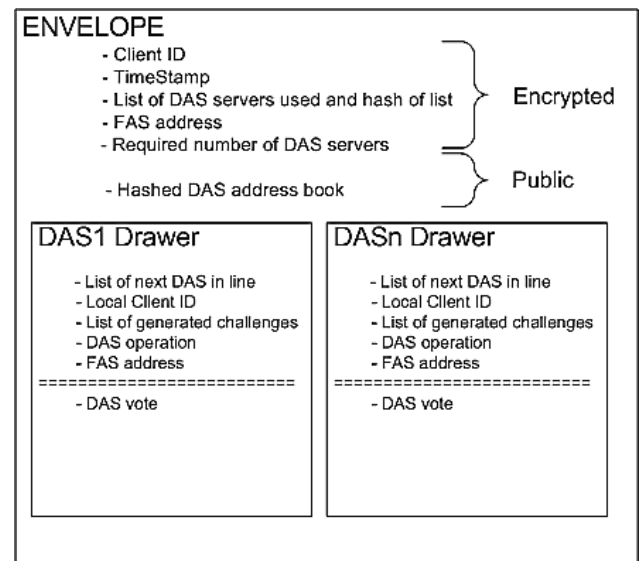 ENVELOPE
- Client ID
- TimeStamp
- List of DAS servers used and hash of list
- FAS address
- Required number of DAS servers
Encrypted
- Hashed DAS address book
Public
DAS1 Drawer
- List of next DAS in line
- Local Client ID
- List of generated challenges
- DAS operation
- FAS address
==========================
- DAS vote
DASn Drawer
- List of next DAS in line
- Local Client ID
- List of generated challenges
- DAS operation
- FAS address
==========================
- DAS vote